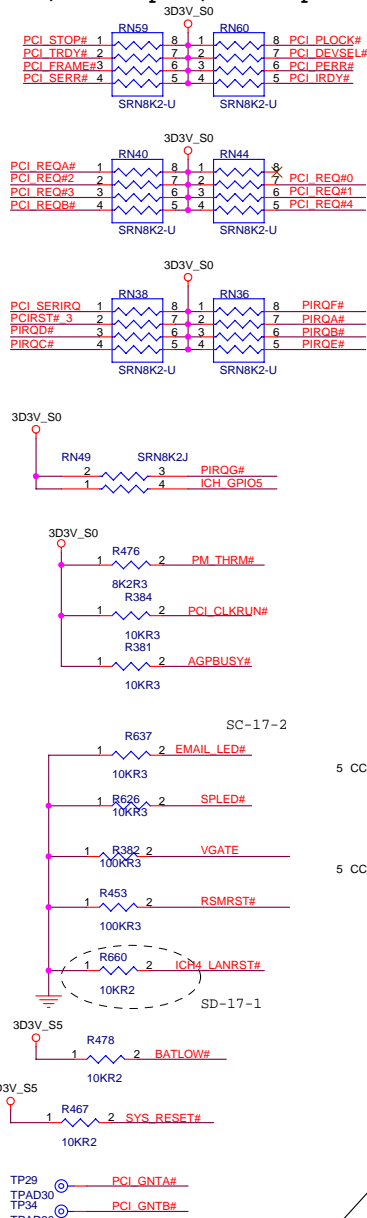 3D3V_S0
RN59 RN60
PCI_STOP# 1 8 1 8 PCI_PLOCK#
PCI_TRDY# 2 7 2 7 PCI_DEVSEL#
PCI_FRAME# 3 6 3 6 PCI_PERR#
PCI_SERR# 4 5 4 5 PCI_IRDY#
SRN8K2-U SRN8K2-U
3D3V_S0
RN40 RN44
PCI_REQA# 1 8 1 8
PCI_REQ#2 2 7 2 7 PCI_REQ#0
PCI_REQ#3 3 6 3 6 PCI_REQ#1
PCI_REQB# 4 5 4 5 PCI_REQ#4
SRN8K2-U SRN8K2-U
3D3V_S0
RN38 RN36
PCI_SERIRQ 1 8 1 8 PIRQF#
PCIRST#_3 2 7 2 7 PIRQA#
PIRQD# 3 6 3 6 PIRQB#
PIRQC# 4 5 4 5 PIRQE#
SRN8K2-U SRN8K2-U
3D3V_S0
RN49 SRN8K2J
2 3 PIRQG#
1 4 ICH_GPIO5
3D3V_S0
R476
1 2 PM_THRM#
8K2R3
R384
1 2 PCI_CLKRUN#
10KR3
R381
1 2 AGPBUSY#
10KR3
SC-17-2
R637
1 2 EMAIL_LED#
10KR3
5 CC
R626
1 2 SPLED#
10KR3
R382
1 2 VGATE
100KR3
5 CC
R453
1 2 RSMRST#
100KR3
R660
1 2 ICH4_LANRST#
10KR2
SD-17-1
3D3V_S5
R478
1 2 BATLOW#
10KR2
3V_S5
R467
1 2 SYS_RESET#
10KR2
TP29 PCI_GNTA#
TPAD30
TP34 PCI_GNTB#